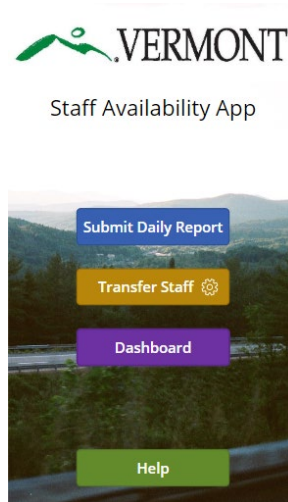 VERMONT
Staff Availability App
Submit Daily Report
Transfer Staff
Dashboard
Help